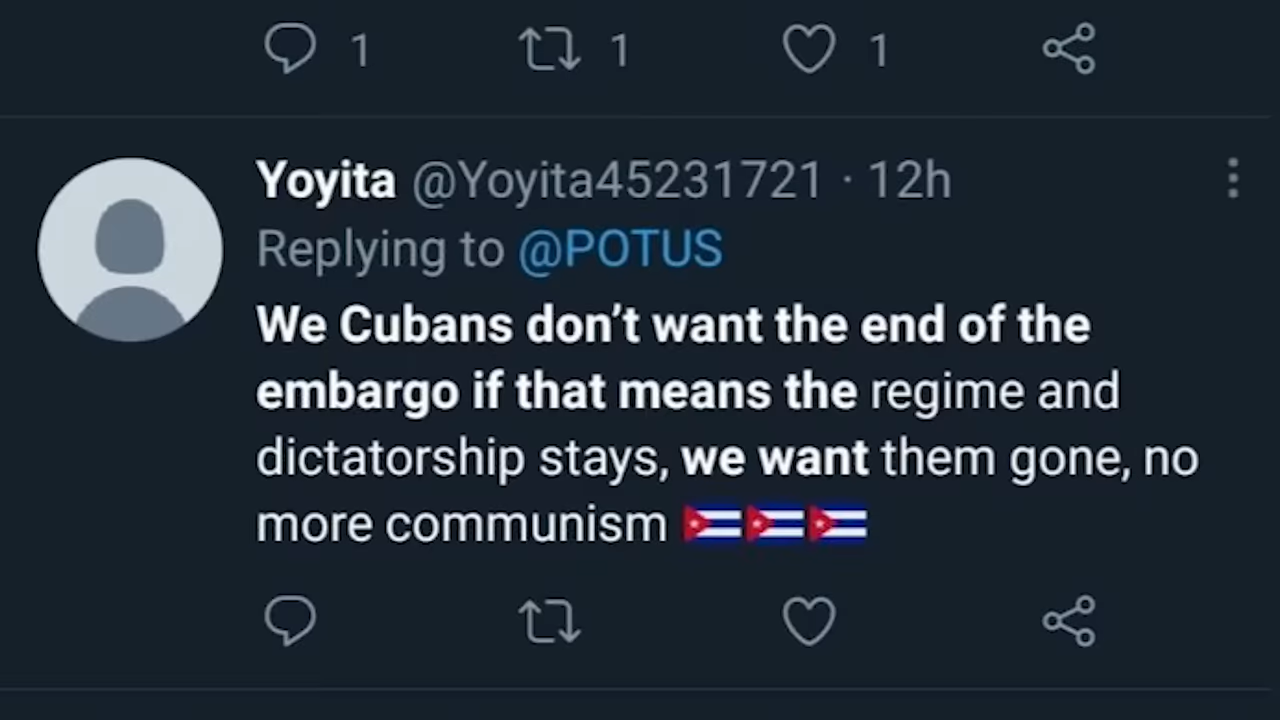 1 1 1
Yoyita @Yoyita45231721 · 12h
Replying to @POTUS
We Cubans don’t want the end of the
embargo if that means the regime and
dictatorship stays, we want them gone, no
more communism 🇨🇺🇨🇺🇨🇺